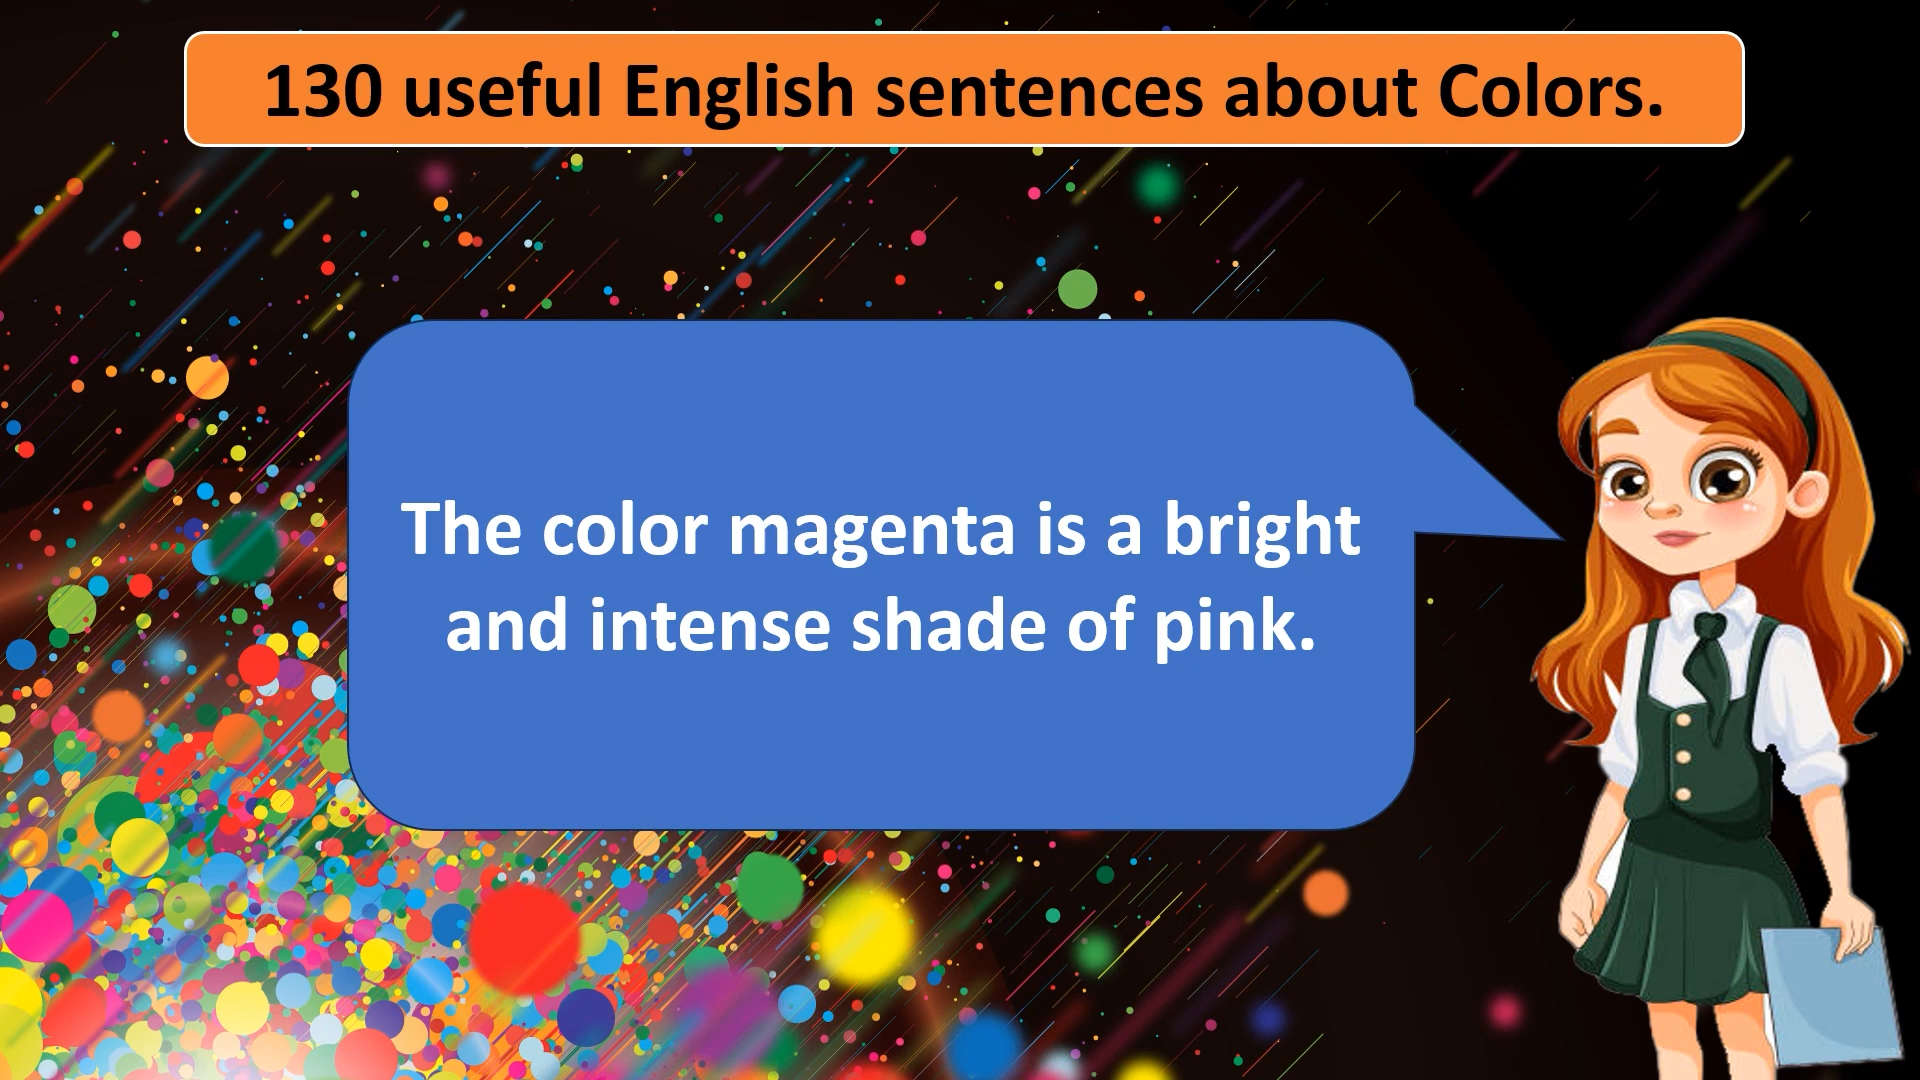 130 useful English sentences about Colors.
The color magenta is a bright
and intense shade of pink.